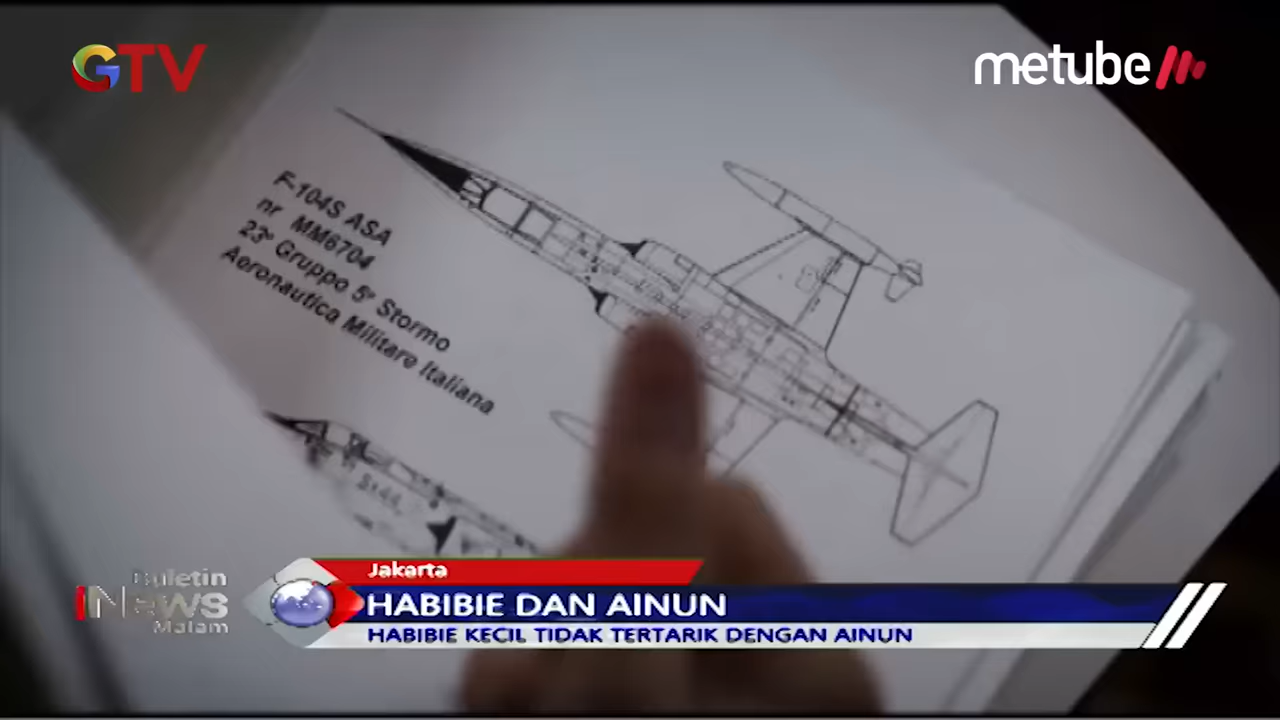 GTV
metube
F-104S ASA
nr MM6704
23° Gruppo 5° Stormo
Aeronautica Militare Italiana
Buletin
iNews
Malam
Jakarta
HABIBIE DAN AINUN
HABIBIE KECIL TIDAK TERTARIK DENGAN AINUN